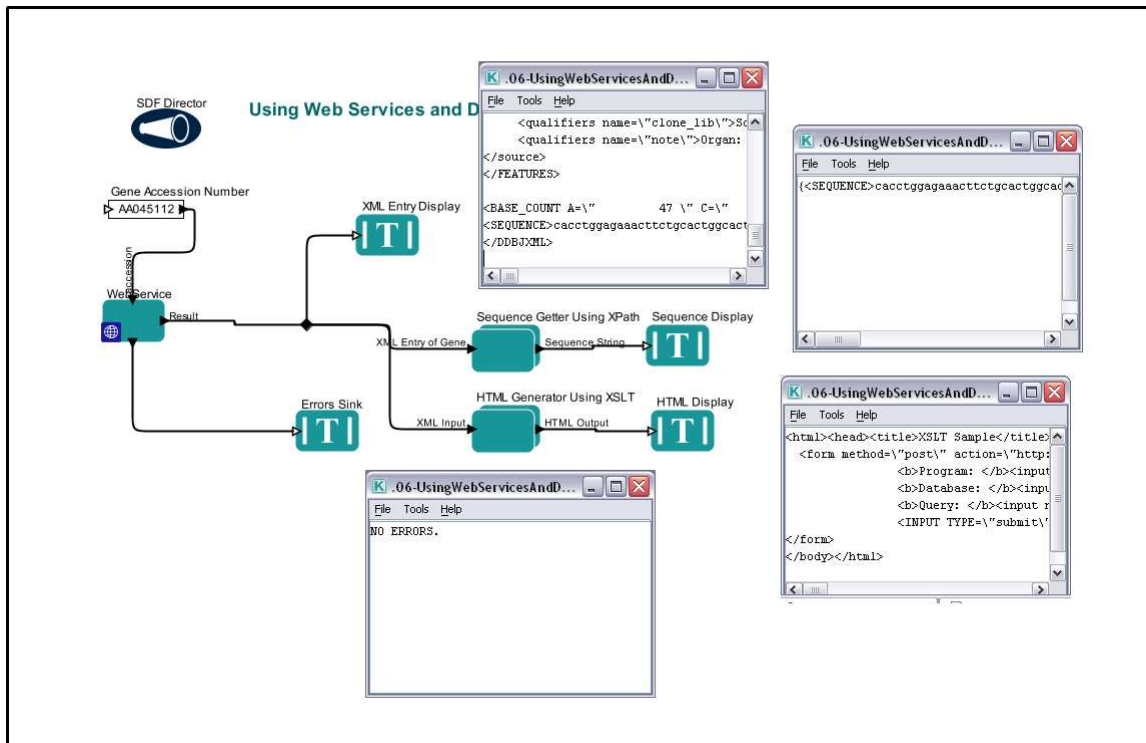 SDF Director
Using Web Services and D
Gene Accession Number
AA045112
accession
WebService
Result
XML Entry Display
T
XML Entry of Gene
Sequence Getter Using XPath
Sequence String
Sequence Display
T
Errors Sink
T
XML Input
HTML Generator Using XSLT
HTML Output
HTML Display
T
K .06-UsingWebServicesAndD...
File Tools Help
<qualifiers name=\"clone_lib\">So
<qualifiers name=\"note\">Organ:
</source>
</FEATURES>
<BASE_COUNT A=\" 47 \" C=\"
<SEQUENCE>cacctggagaaacttctgcactggcact
</DDBJXML>
K .06-UsingWebServicesAndD...
File Tools Help
{<SEQUENCE>cacctggagaaacttctgcactggcac
K .06-UsingWebServicesAndD...
File Tools Help
<html><head><title>XSLT Sample</title>
<form method=\"post\" action=\"http:
<b>Program: </b><input
<b>Database: </b><inpu
<b>Query: </b><input n
<INPUT TYPE=\"submit\"
</form>
</body></html>
K .06-UsingWebServicesAndD...
File Tools Help
NO ERRORS.